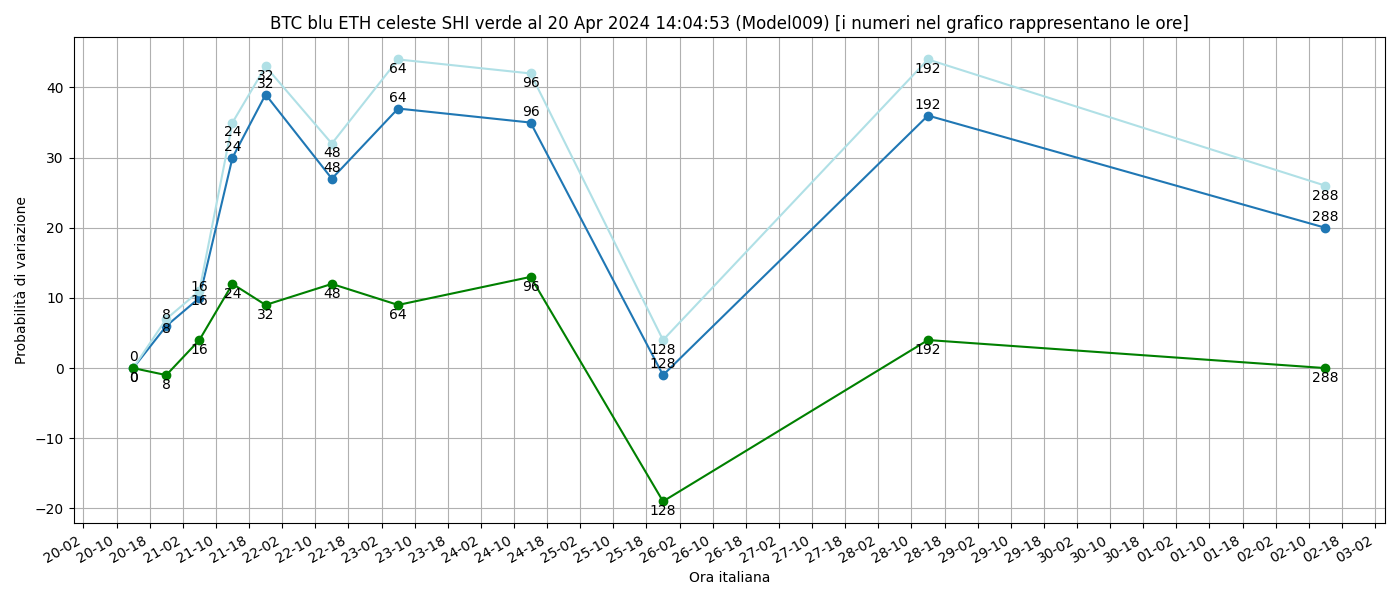 BTC blu ETH celeste SHI verde al 20 Apr 2024 14:04:53 (Model009) [i numeri nel grafico rappresentano le ore]
Probabilità di variazione
40
30
20
10
0
−10
−20
0 8 16 24 32 48 64 96 128 192 288
0 8 16 24 32 48 64 96 128 192 288
0 8 16 24 32 48 64 96 128 192 288
20-02 20-10 20-18 21-02 21-10 21-18 22-02 22-10 22-18 23-02 23-10 23-18 24-02 24-10 24-18 25-02 25-10 25-18 26-02 26-10 26-18 27-02 27-10 27-18 28-02 28-10 28-18 29-02 29-10 29-18 30-02 30-10 30-18 01-02 01-10 01-18 02-02 02-10 02-18 03-02
Ora italiana